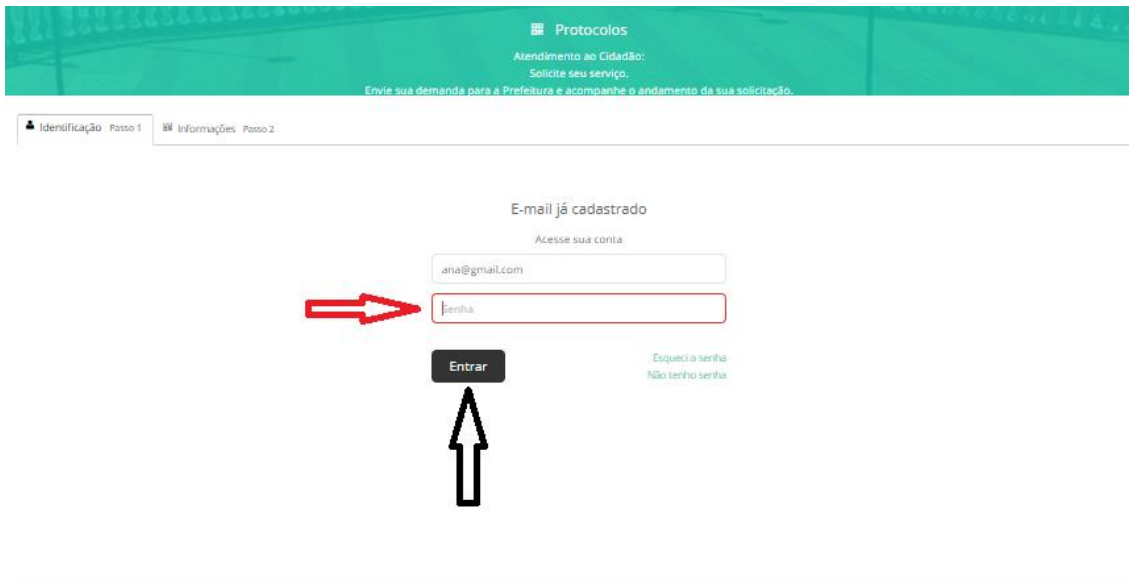 Protocolos
Atendimento ao Cidadão:
Solicite seu serviço.
Envie sua demanda para a Prefeitura e acompanhe o andamento da sua solicitação.
Identificação Passo 1
Informações Passo 2
E-mail já cadastrado
Acesse sua conta
ana@gmail.com
Senha
Entrar
Esqueci a senha
Não tenho senha